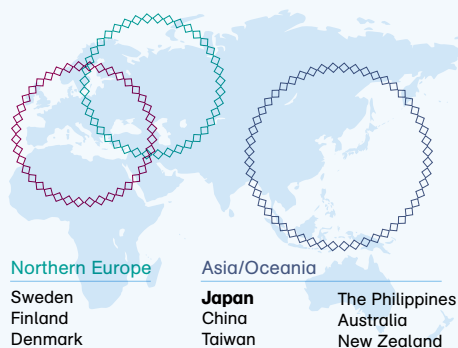 Northern Europe
Sweden
Finland
Denmark
Asia/Oceania
Japan
China
Taiwan
The Philippines
Australia
New Zealand